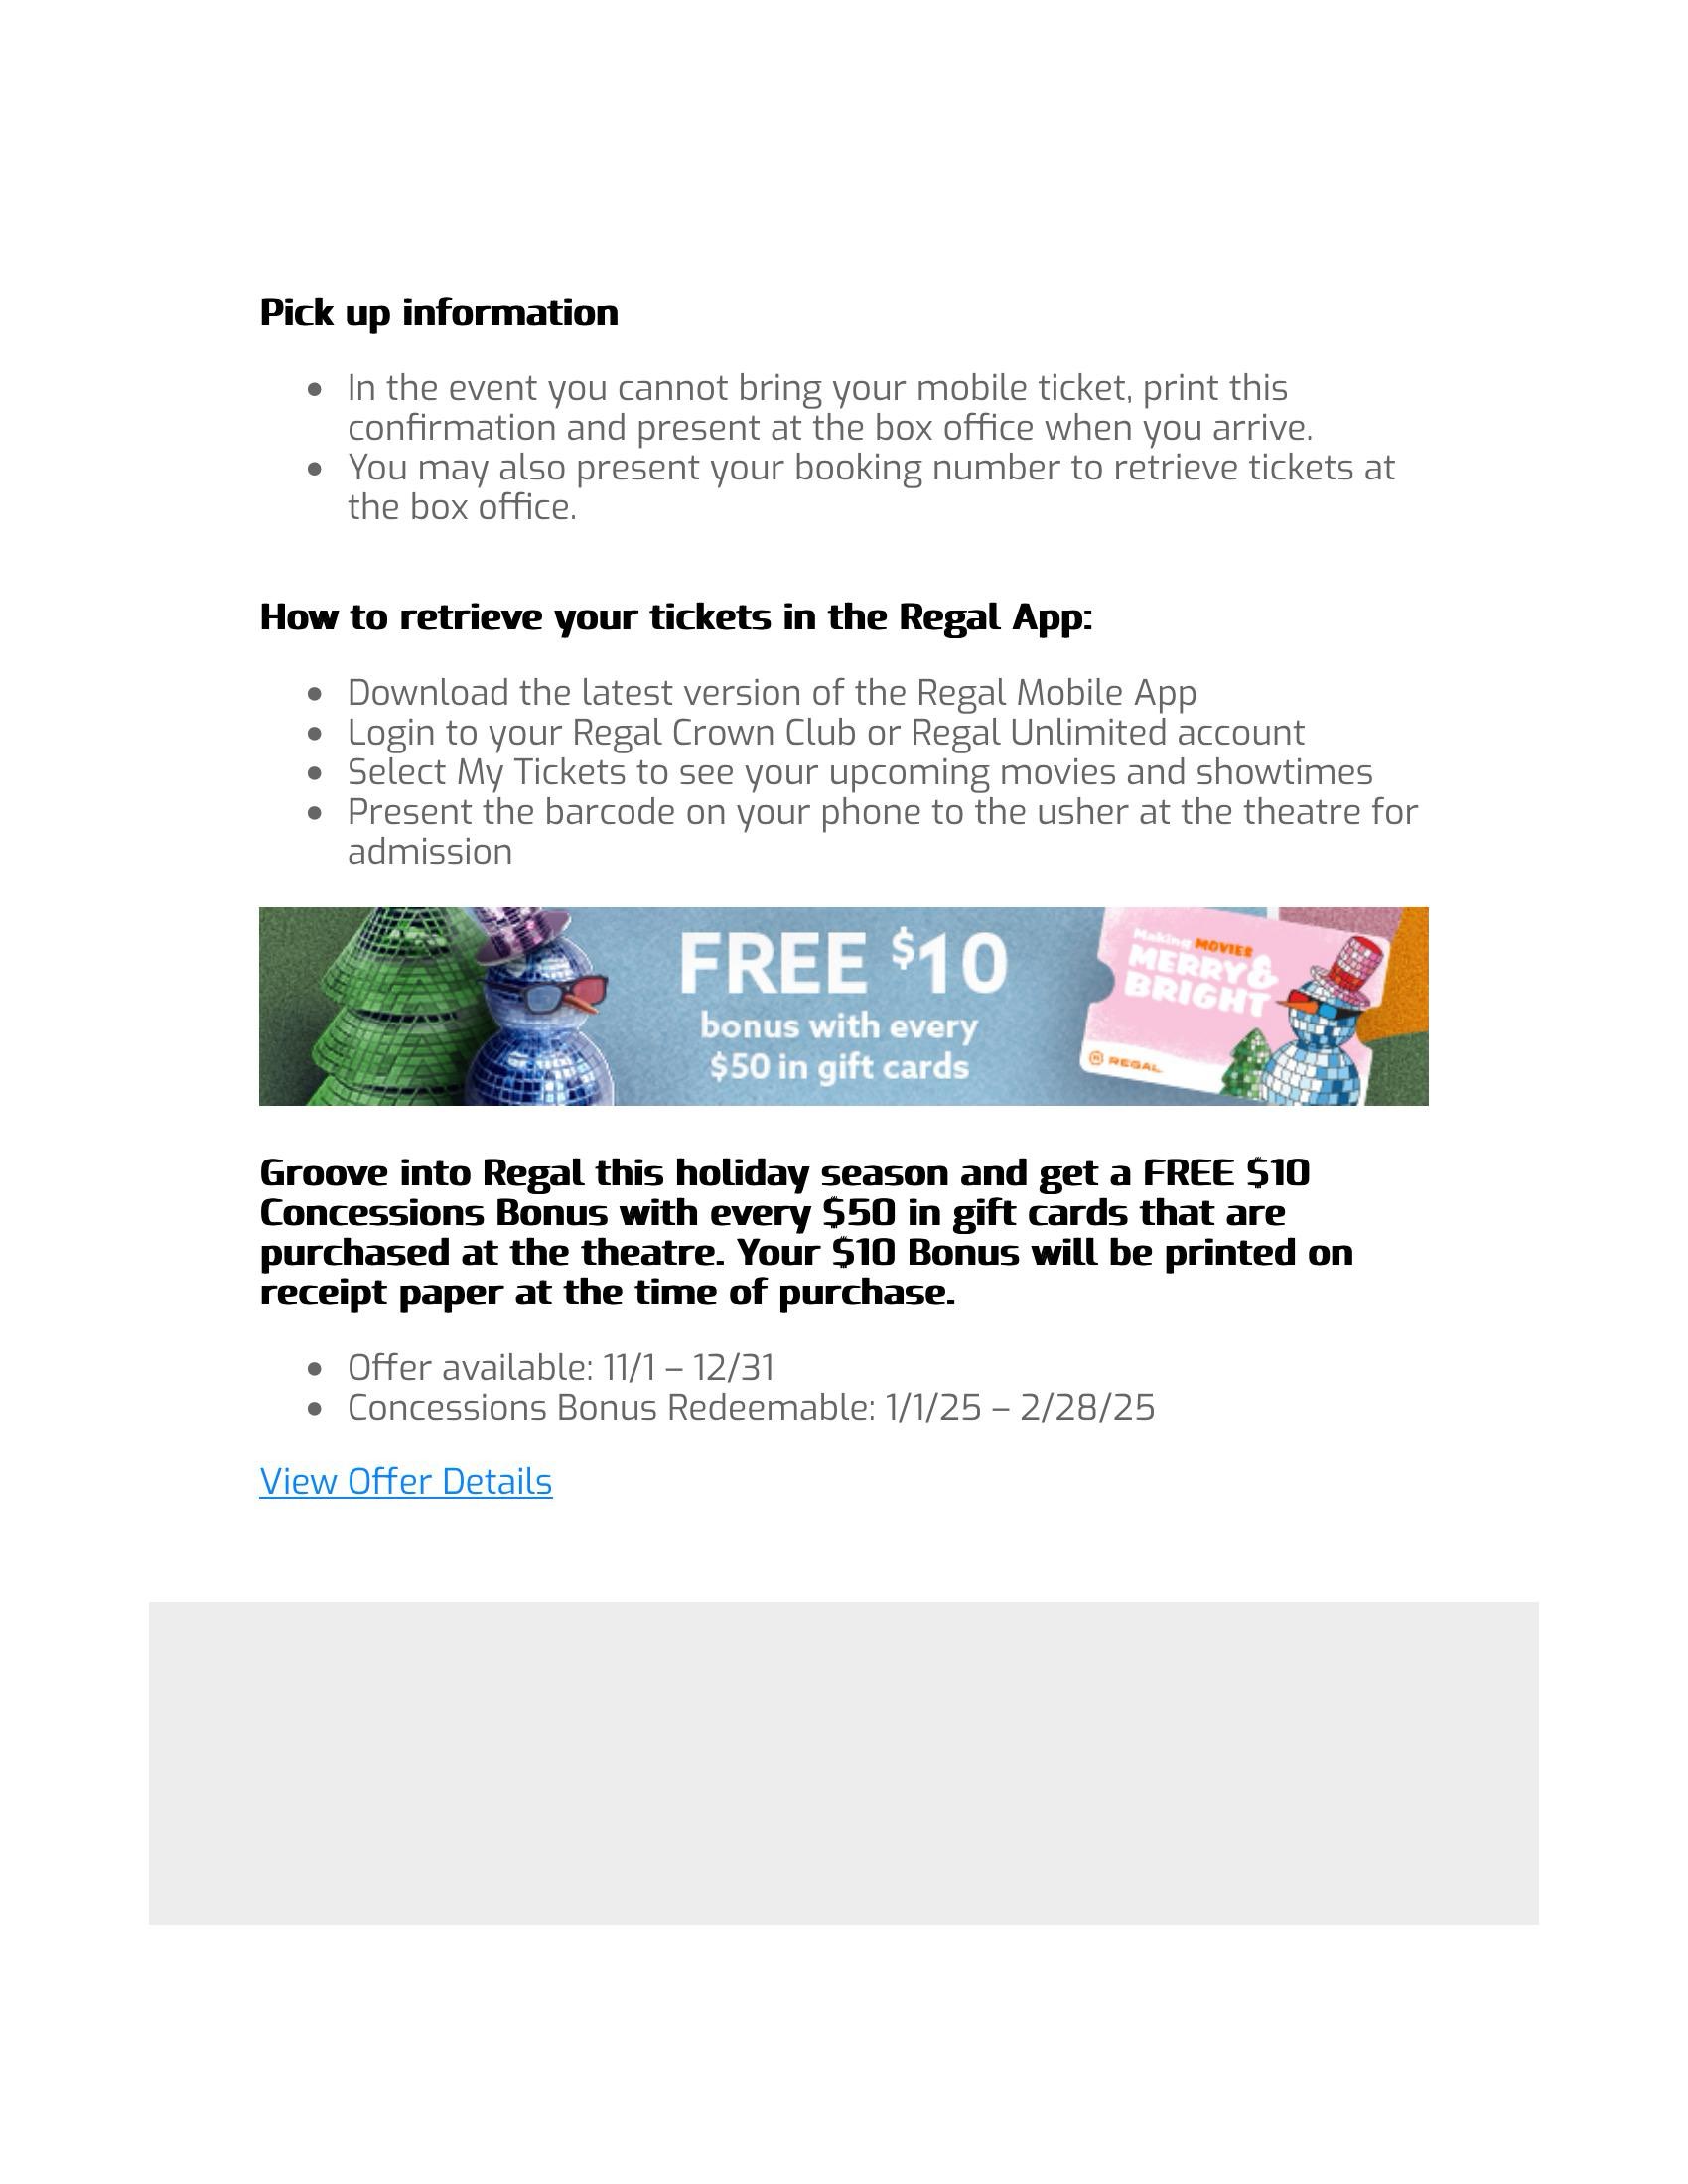 Pick up information
• In the event you cannot bring your mobile ticket, print this
confirmation and present at the box office when you arrive.
• You may also present your booking number to retrieve tickets at
the box office.
How to retrieve your tickets in the Regal App:
• Download the latest version of the Regal Mobile App
• Login to your Regal Crown Club or Regal Unlimited account
• Select My Tickets to see your upcoming movies and showtimes
• Present the barcode on your phone to the usher at the theatre for
admission
FREE $10
bonus with every
$50 in gift cards
Making MOVIES
MERRY &
BRIGHT
REGAL
Groove into Regal this holiday season and get a FREE $10
Concessions Bonus with every $50 in gift cards that are
purchased at the theatre. Your $10 Bonus will be printed on
receipt paper at the time of purchase.
• Offer available: 11/1 – 12/31
• Concessions Bonus Redeemable: 1/1/25 – 2/28/25
View Offer Details